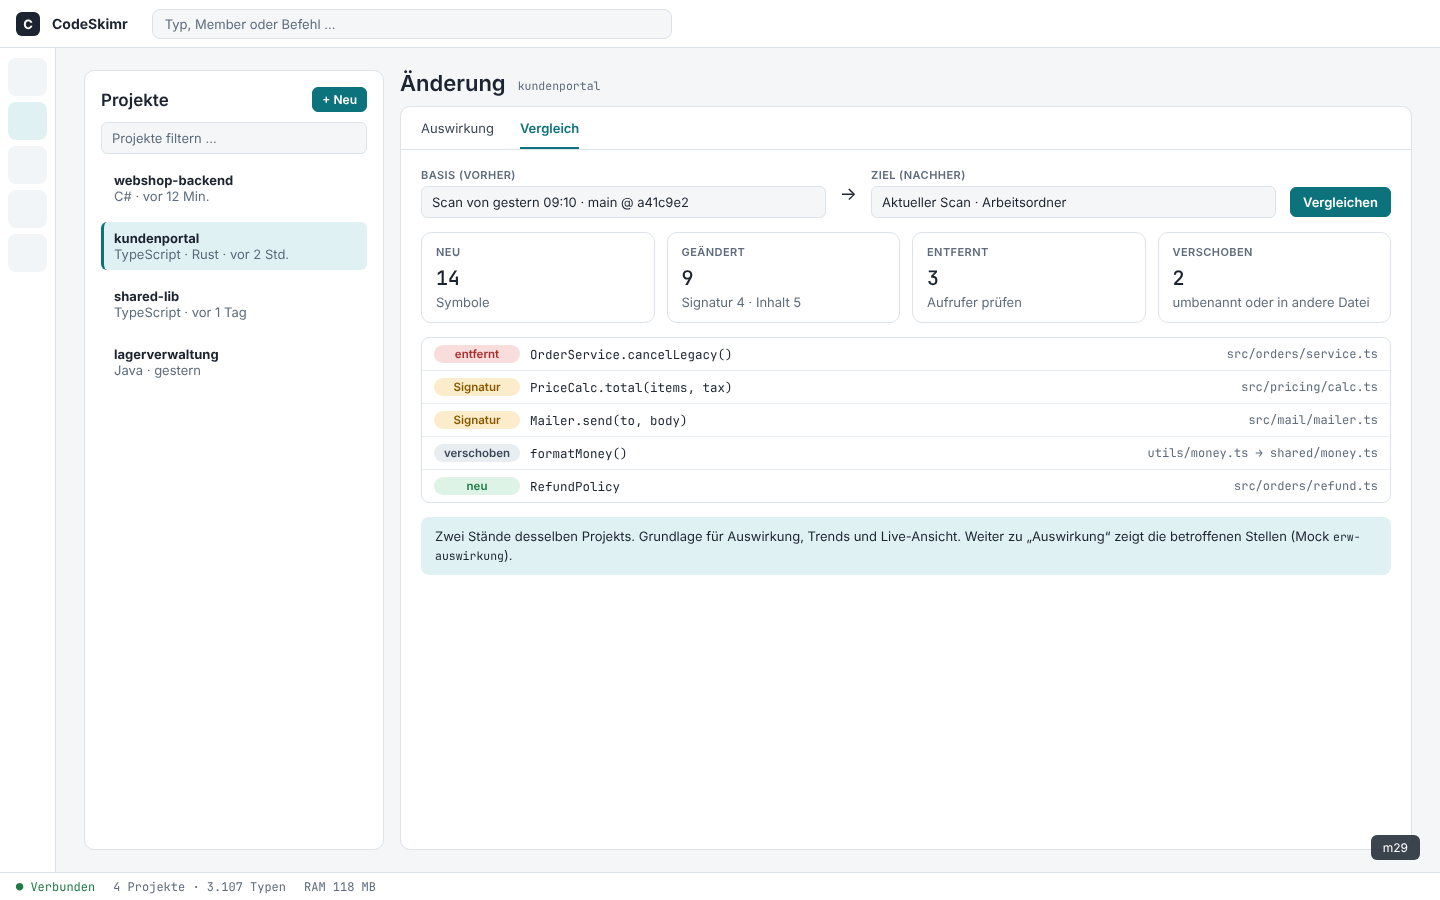 C CodeSkimr Typ, Member oder Befehl ...
Projekte + Neu
Projekte filtern ...
webshop-backend
C# · vor 12 Min.
kundenportal
TypeScript · Rust · vor 2 Std.
shared-lib
TypeScript · vor 1 Tag
lagerverwaltung
Java · gestern
Änderung kundenportal
Auswirkung Vergleich
BASIS (VORHER) ZIEL (NACHHER)
Scan von gestern 09:10 · main @ a41c9e2 → Aktueller Scan · Arbeitsordner Vergleichen
NEU GEÄNDERT ENTFERNT VERSCHOBEN
14 9 3 2
Symbole Signatur 4 · Inhalt 5 Aufrufer prüfen umbenannt oder in andere Datei
entfernt OrderService.cancelLegacy() src/orders/service.ts
Signatur PriceCalc.total(items, tax) src/pricing/calc.ts
Signatur Mailer.send(to, body) src/mail/mailer.ts
verschoben formatMoney() utils/money.ts → shared/money.ts
neu RefundPolicy src/orders/refund.ts
Zwei Stände desselben Projekts. Grundlage für Auswirkung, Trends und Live-Ansicht. Weiter zu „Auswirkung“ zeigt die betroffenen Stellen (Mock erw-
auswirkung).
m29
Verbunden 4 Projekte · 3.107 Typen RAM 118 MB